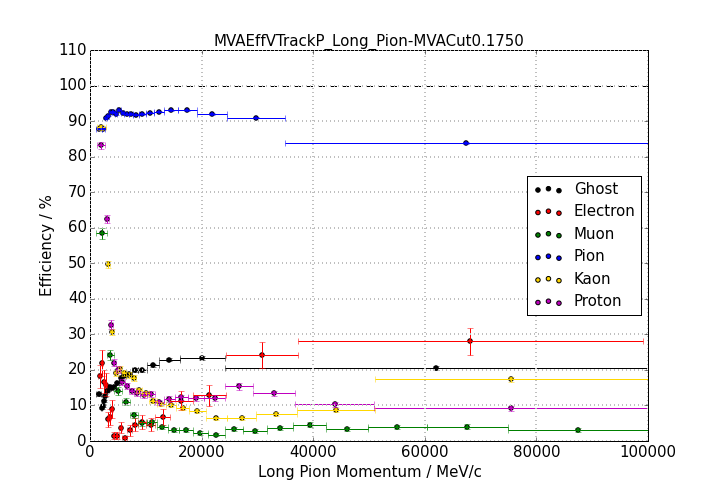 MVAEffVTrackP_Long_Pion-MVACut0.1750
110
100
90
80
70
60
50
40
30
20
10
0
Efficiency / %
Ghost
Electron
Muon
Pion
Kaon
Proton
0 20000 40000 60000 80000 100000
Long Pion Momentum / MeV/c